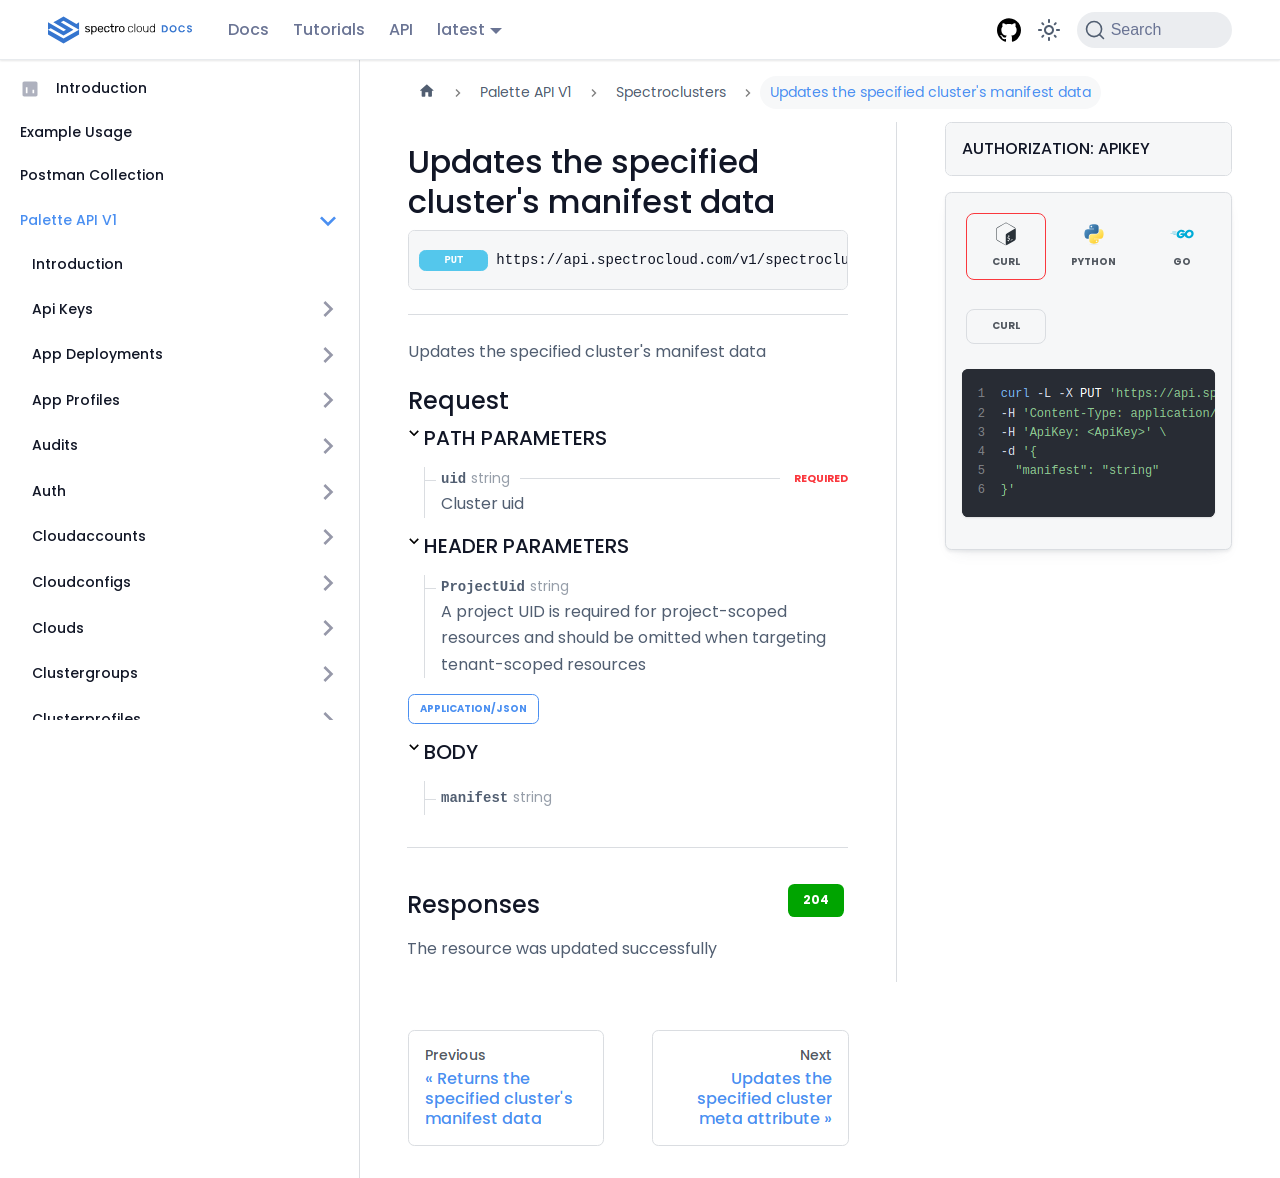 spectro cloud DOCS Docs Tutorials API latest Search
Introduction
Example Usage
Postman Collection
Palette API V1
Introduction
Api Keys
App Deployments
App Profiles
Audits
Auth
Cloudaccounts
Cloudconfigs
Clouds
Clustergroups
Clusterprofiles
Palette API V1 Spectroclusters Updates the specified cluster's manifest data
Updates the specified
cluster's manifest data
PUT https://api.spectrocloud.com/v1/spectroclu
Updates the specified cluster's manifest data
Request
PATH PARAMETERS
uid string REQUIRED
Cluster uid
HEADER PARAMETERS
ProjectUid string
A project UID is required for project-scoped
resources and should be omitted when targeting
tenant-scoped resources
APPLICATION/JSON
BODY
manifest string
Responses 204
The resource was updated successfully
Previous
« Returns the
specified cluster's
manifest data
Next
Updates the
specified cluster
meta attribute »
AUTHORIZATION: APIKEY
CURL PYTHON GO
CURL
1 curl -L -X PUT 'https://api.sp
2 -H 'Content-Type: application/
3 -H 'ApiKey: <ApiKey>' \
4 -d '{
5 "manifest": "string"
6 }'